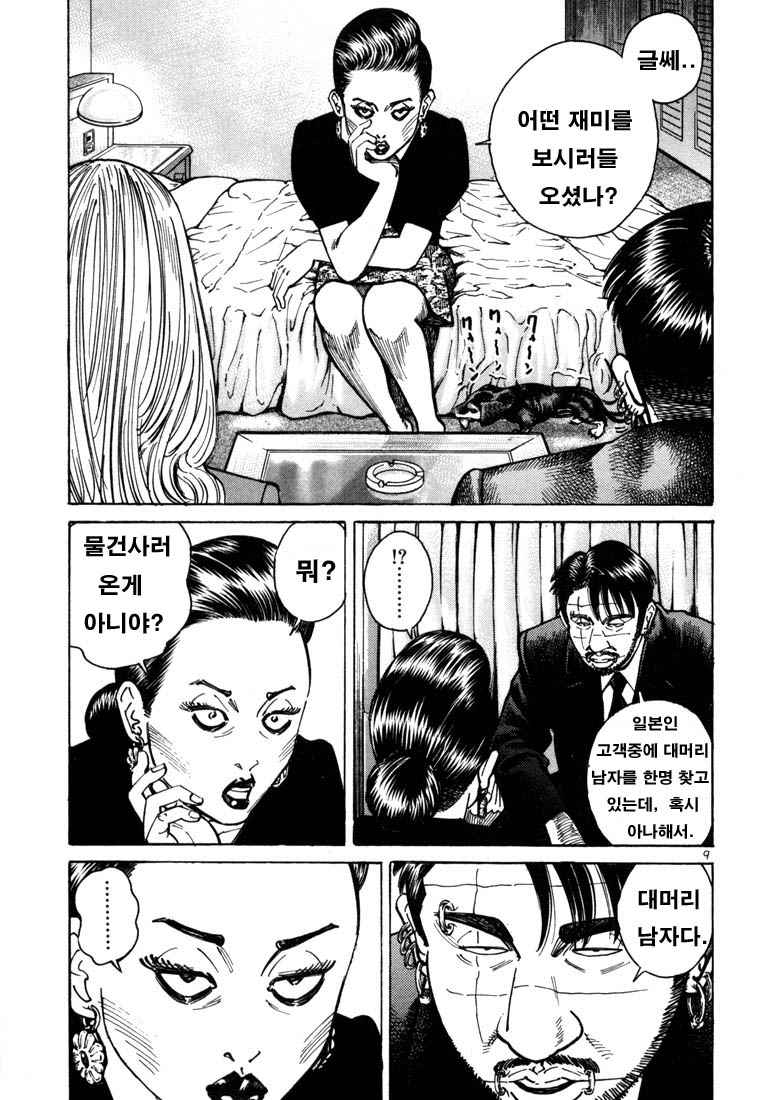 글쎄..
어떤 재미를
보시러들
오셨나?
물건사러
온게
아니야?
뭐?
!?
일본인
고객중에 대머리
남자를 한명 찾고
있는데, 혹시
아나해서.
9
대머리
남자다.